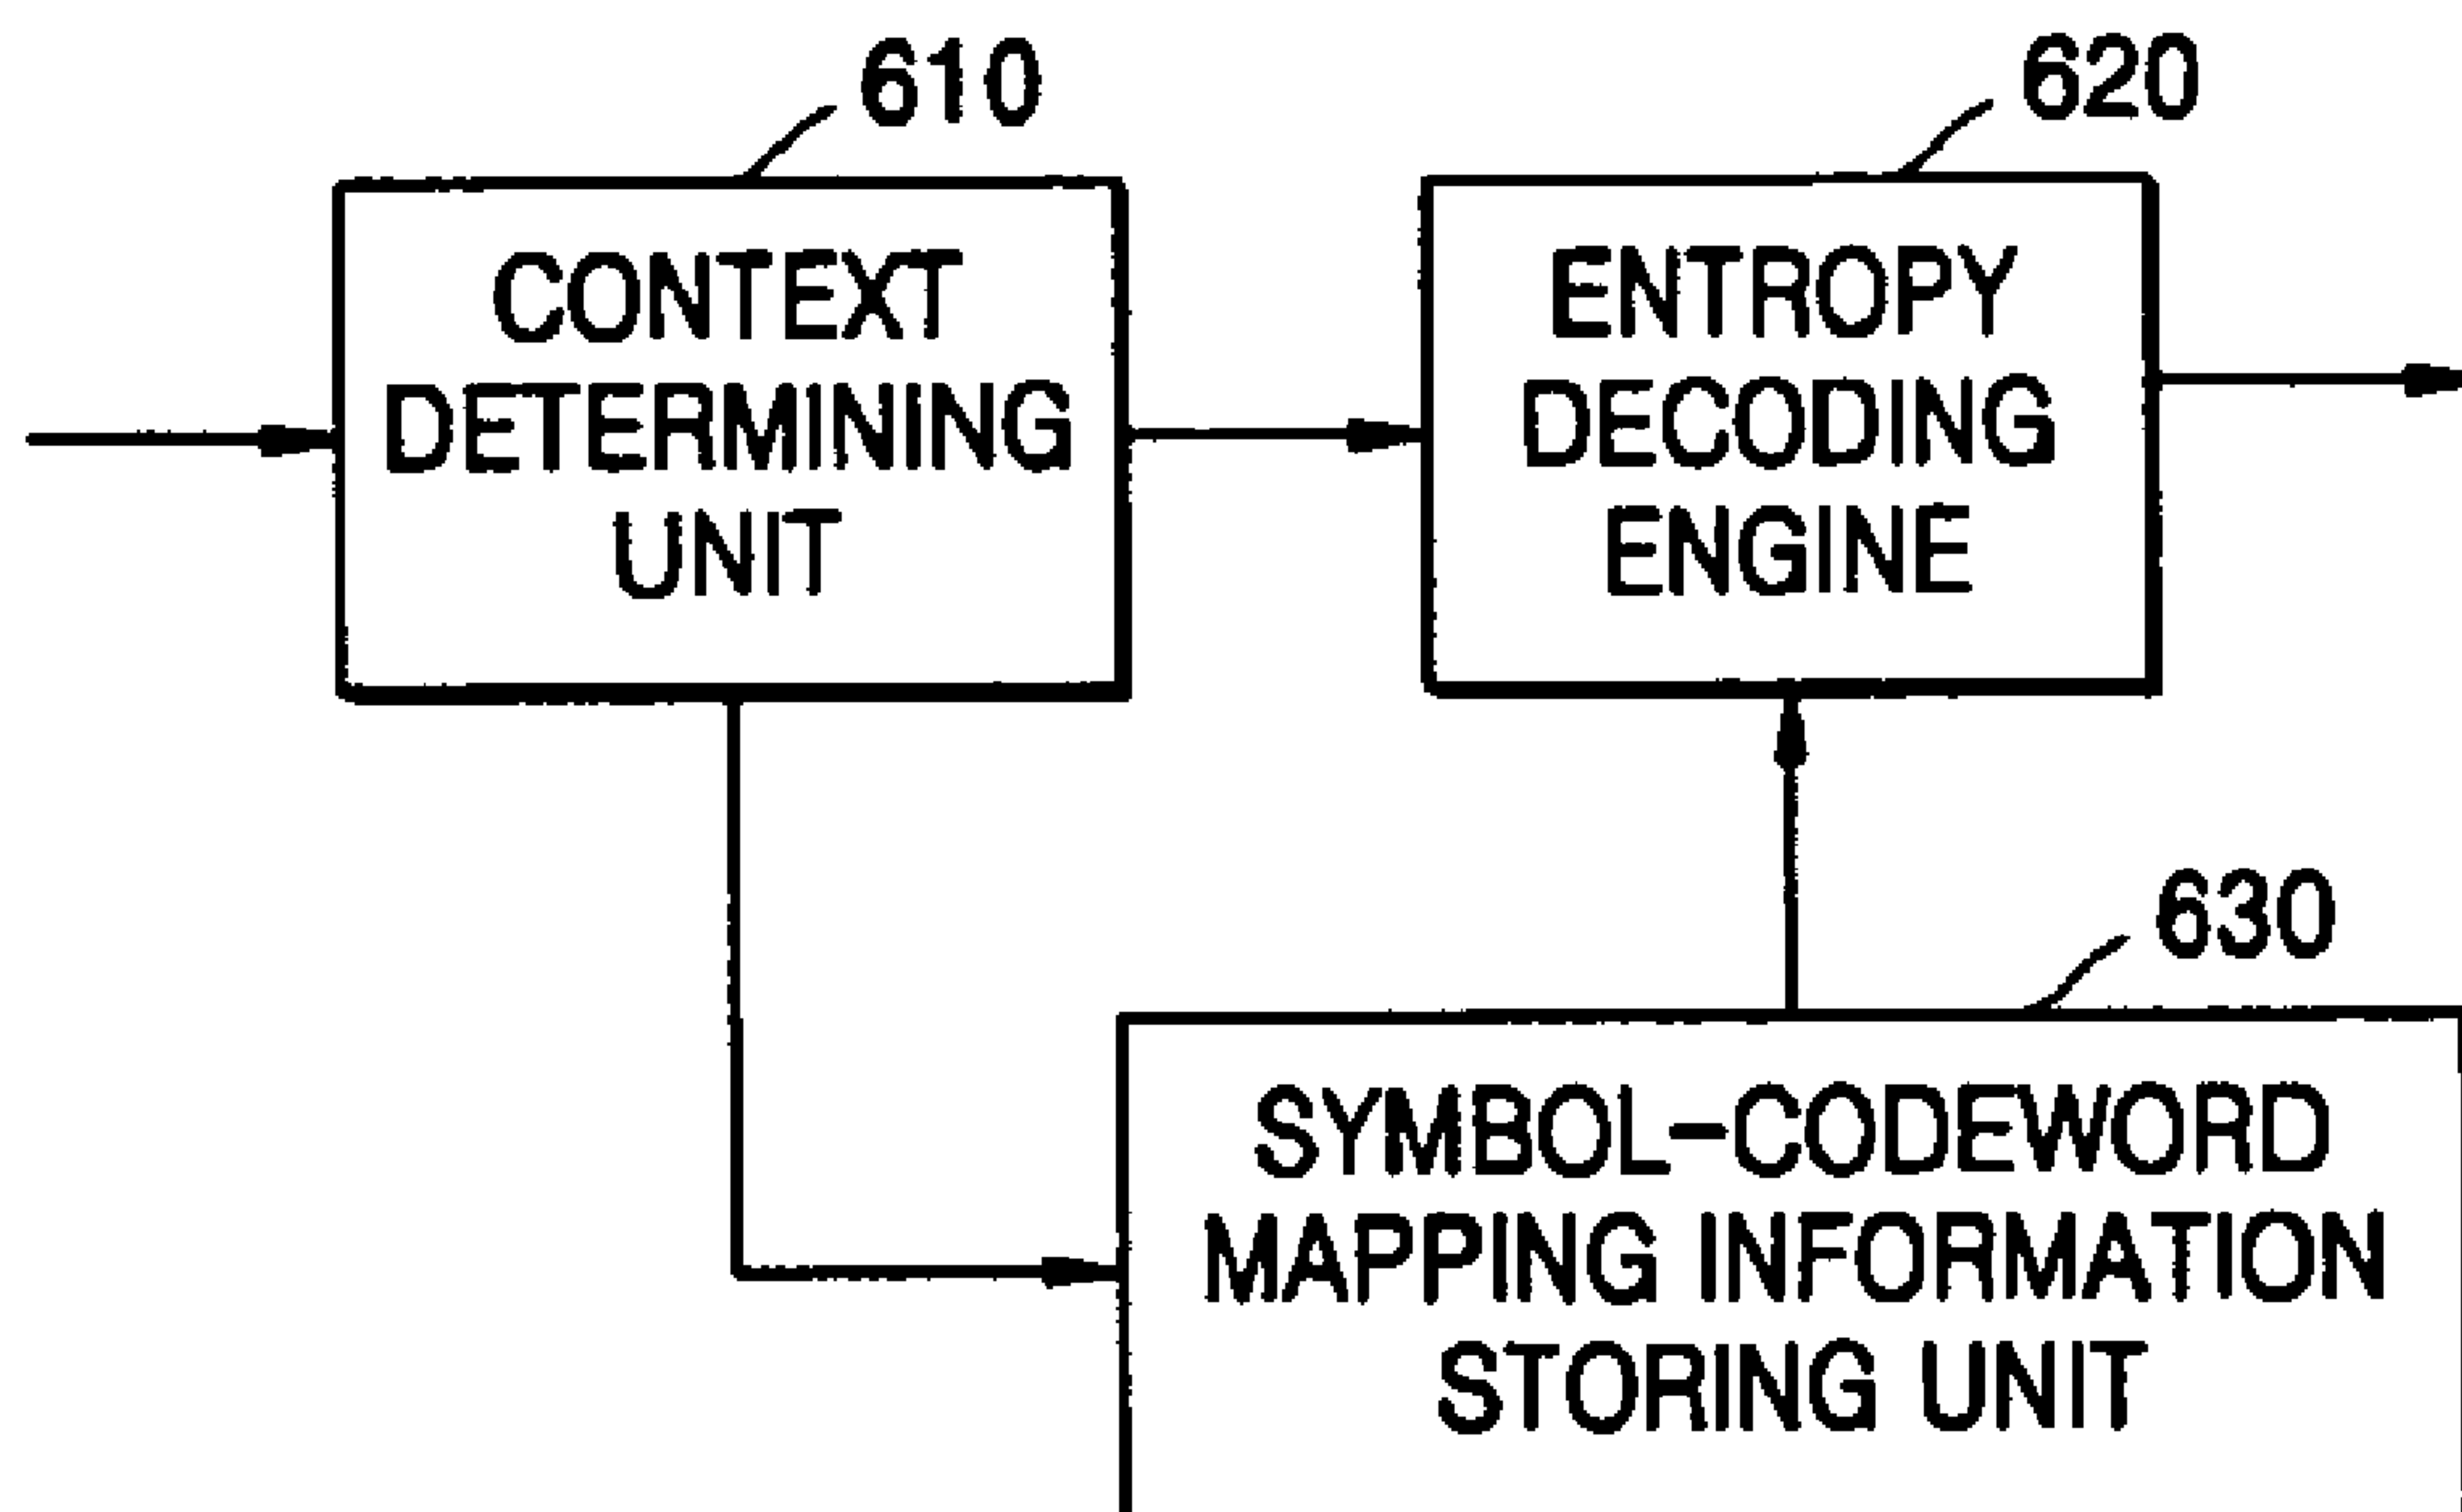 610
CONTEXT
DETERMINING
UNIT
620
ENTROPY
DECODING
ENGINE
630
SYMBOL-CODEWORD
MAPPING INFORMATION
STORING UNIT